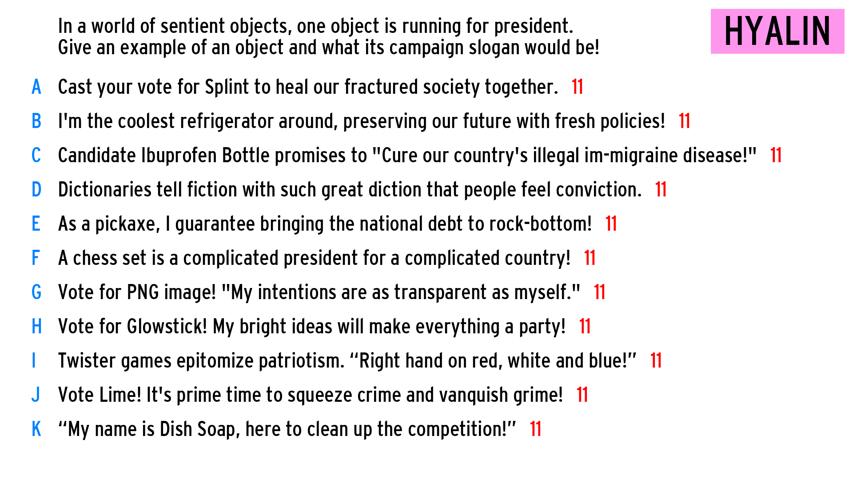 In a world of sentient objects, one object is running for president.
Give an example of an object and what its campaign slogan would be!
HYALIN
A Cast your vote for Splint to heal our fractured society together. 11
B I'm the coolest refrigerator around, preserving our future with fresh policies! 11
C Candidate Ibuprofen Bottle promises to "Cure our country's illegal im-migraine disease!" 11
D Dictionaries tell fiction with such great diction that people feel conviction. 11
E As a pickaxe, I guarantee bringing the national debt to rock-bottom! 11
F A chess set is a complicated president for a complicated country! 11
G Vote for PNG image! "My intentions are as transparent as myself." 11
H Vote for Glowstick! My bright ideas will make everything a party! 11
I Twister games epitomize patriotism. “Right hand on red, white and blue!” 11
J Vote Lime! It's prime time to squeeze crime and vanquish grime! 11
K “My name is Dish Soap, here to clean up the competition!” 11